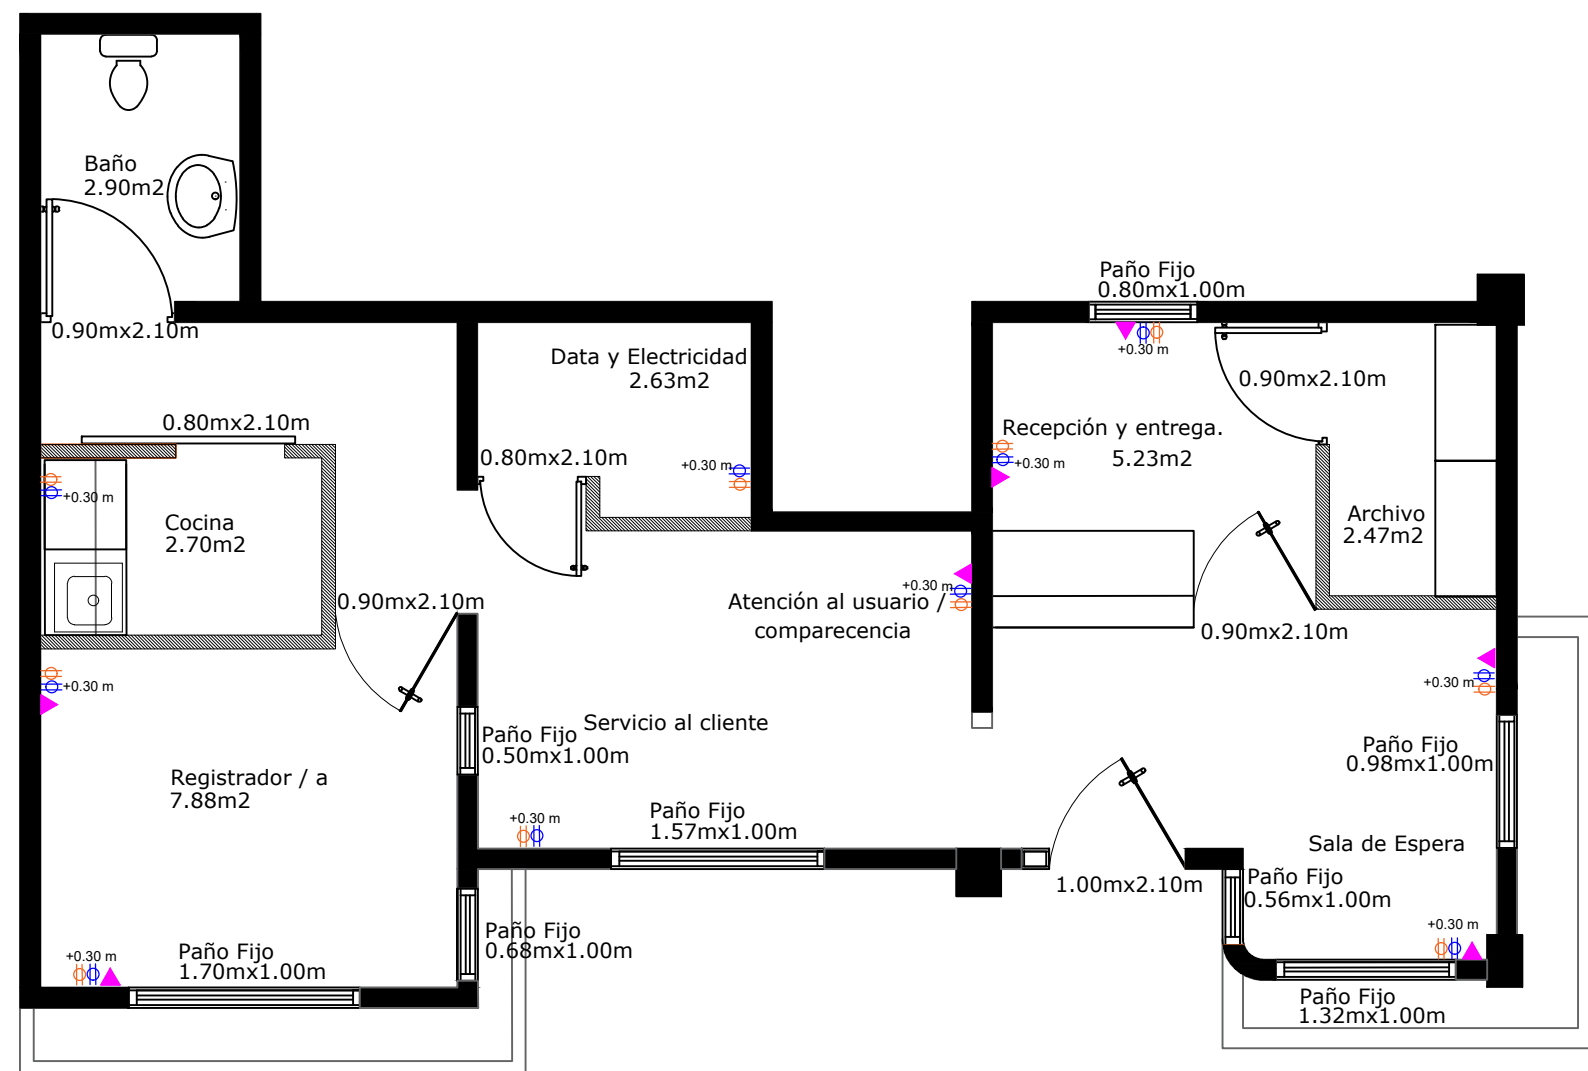 Baño
2.90m2
0.90mx2.10m
Paño Fijo
0.80mx1.00m
+0.30 m
Data y Electricidad
2.63m2
0.90mx2.10m
0.80mx2.10m
Recepción y entrega.
5.23m2
+0.30 m
0.80mx2.10m
+0.30 m
+0.30 m
Cocina
2.70m2
Archivo
2.47m2
+0.30 m
0.90mx2.10m
Atención al usuario /
comparecencia
0.90mx2.10m
+0.30 m
+0.30 m
Servicio al cliente
Paño Fijo
0.50mx1.00m
Paño Fijo
0.98mx1.00m
Registrador / a
7.88m2
+0.30 m
Paño Fijo
1.57mx1.00m
Sala de Espera
1.00mx2.10m
Paño Fijo
0.56mx1.00m
+0.30 m
Paño Fijo
0.68mx1.00m
+0.30 m
Paño Fijo
1.70mx1.00m
Paño Fijo
1.32mx1.00m